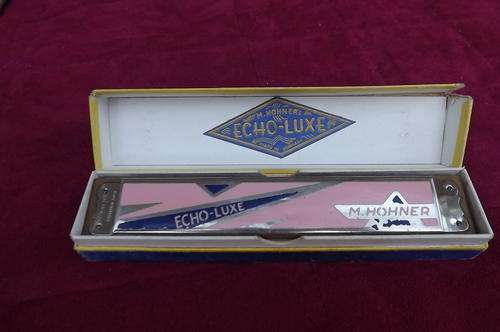 M. HOHNER'S
ECHO-LUXE
ECHO-LUXE
M. HOHNER